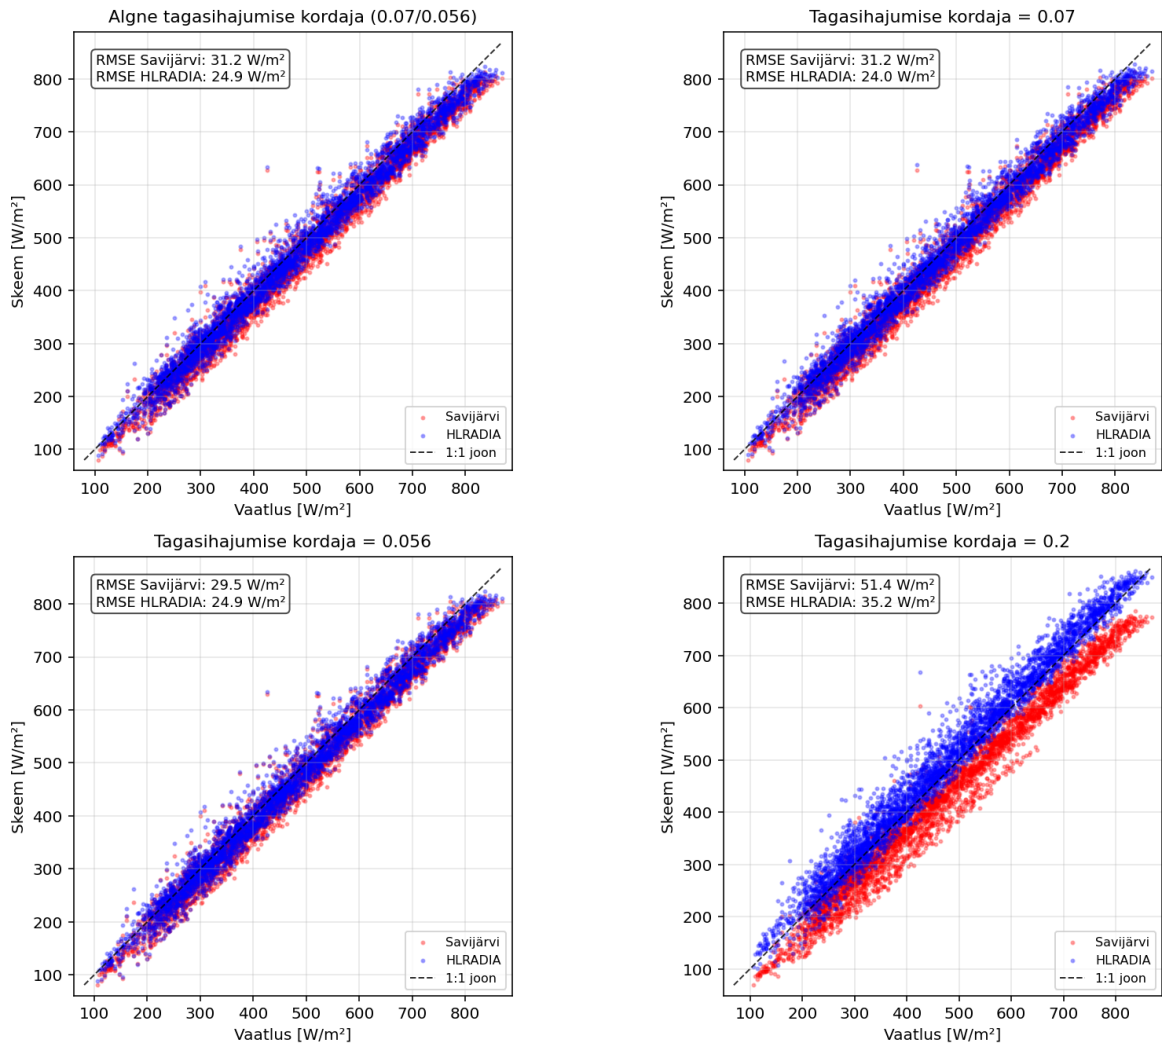 Algne tagasihajumise kordaja (0.07/0.056)
RMSE Savijärvi: 31.2 W/m²
RMSE HLRADIA: 24.9 W/m²
Skeem [W/m²]
800
700
600
500
400
300
200
100
Savijärvi
HLRADIA
1:1 joon
100 200 300 400 500 600 700 800
Vaatlus [W/m²]
Tagasihajumise kordaja = 0.07
RMSE Savijärvi: 31.2 W/m²
RMSE HLRADIA: 24.0 W/m²
Skeem [W/m²]
800
700
600
500
400
300
200
100
Savijärvi
HLRADIA
1:1 joon
100 200 300 400 500 600 700 800
Vaatlus [W/m²]
Tagasihajumise kordaja = 0.056
RMSE Savijärvi: 29.5 W/m²
RMSE HLRADIA: 24.9 W/m²
Skeem [W/m²]
800
700
600
500
400
300
200
100
Savijärvi
HLRADIA
1:1 joon
100 200 300 400 500 600 700 800
Vaatlus [W/m²]
Tagasihajumise kordaja = 0.2
RMSE Savijärvi: 51.4 W/m²
RMSE HLRADIA: 35.2 W/m²
Skeem [W/m²]
800
700
600
500
400
300
200
100
Savijärvi
HLRADIA
1:1 joon
100 200 300 400 500 600 700 800
Vaatlus [W/m²]